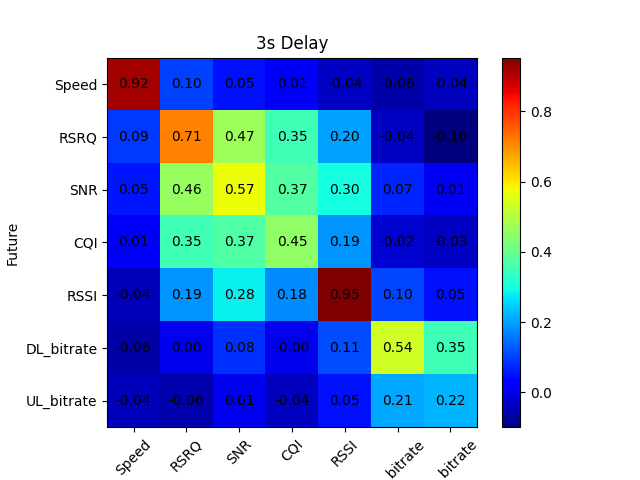 3s Delay
Speed 0.92 0.10 0.05 0.01 -0.04 -0.06 -0.04
RSRQ 0.09 0.71 0.47 0.35 0.20 -0.04 -0.10
SNR 0.05 0.46 0.57 0.37 0.30 0.07 0.01
CQI 0.01 0.35 0.37 0.45 0.19 -0.02 -0.03
RSSI -0.04 0.19 0.28 0.18 0.95 0.10 0.05
DL_bitrate -0.06 0.00 0.08 -0.00 0.11 0.54 0.35
UL_bitrate -0.04 -0.06 0.01 -0.04 0.05 0.21 0.22
Speed RSRQ SNR CQI RSSI bitrate bitrate
Future
0.8
0.6
0.4
0.2
0.0